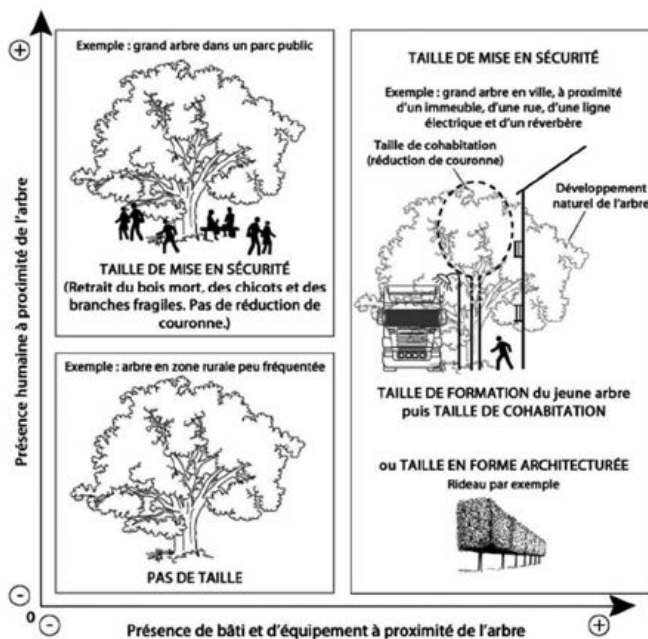 Présence humaine à proximité de l'arbre
Exemple : grand arbre dans un parc public
TAILLE DE MISE EN SÉCURITÉ
(Retrait du bois mort, des chicots et des
branches fragiles. Pas de réduction de
couronne.)
Exemple : arbre en zone rurale peu fréquentée
PAS DE TAILLE
TAILLE DE MISE EN SÉCURITÉ
Exemple : grand arbre en ville, à proximité
d'un immeuble, d'une rue, d'une ligne
électrique et d'un réverbère
Taille de cohabitation
(réduction de couronne)
Développement
naturel de l'arbre
TAILLE DE FORMATION du jeune arbre
puis TAILLE DE COHABITATION
ou TAILLE EN FORME ARCHITECTURÉE
Rideau par exemple
0
Présence de bâti et d'équipement à proximité de l'arbre